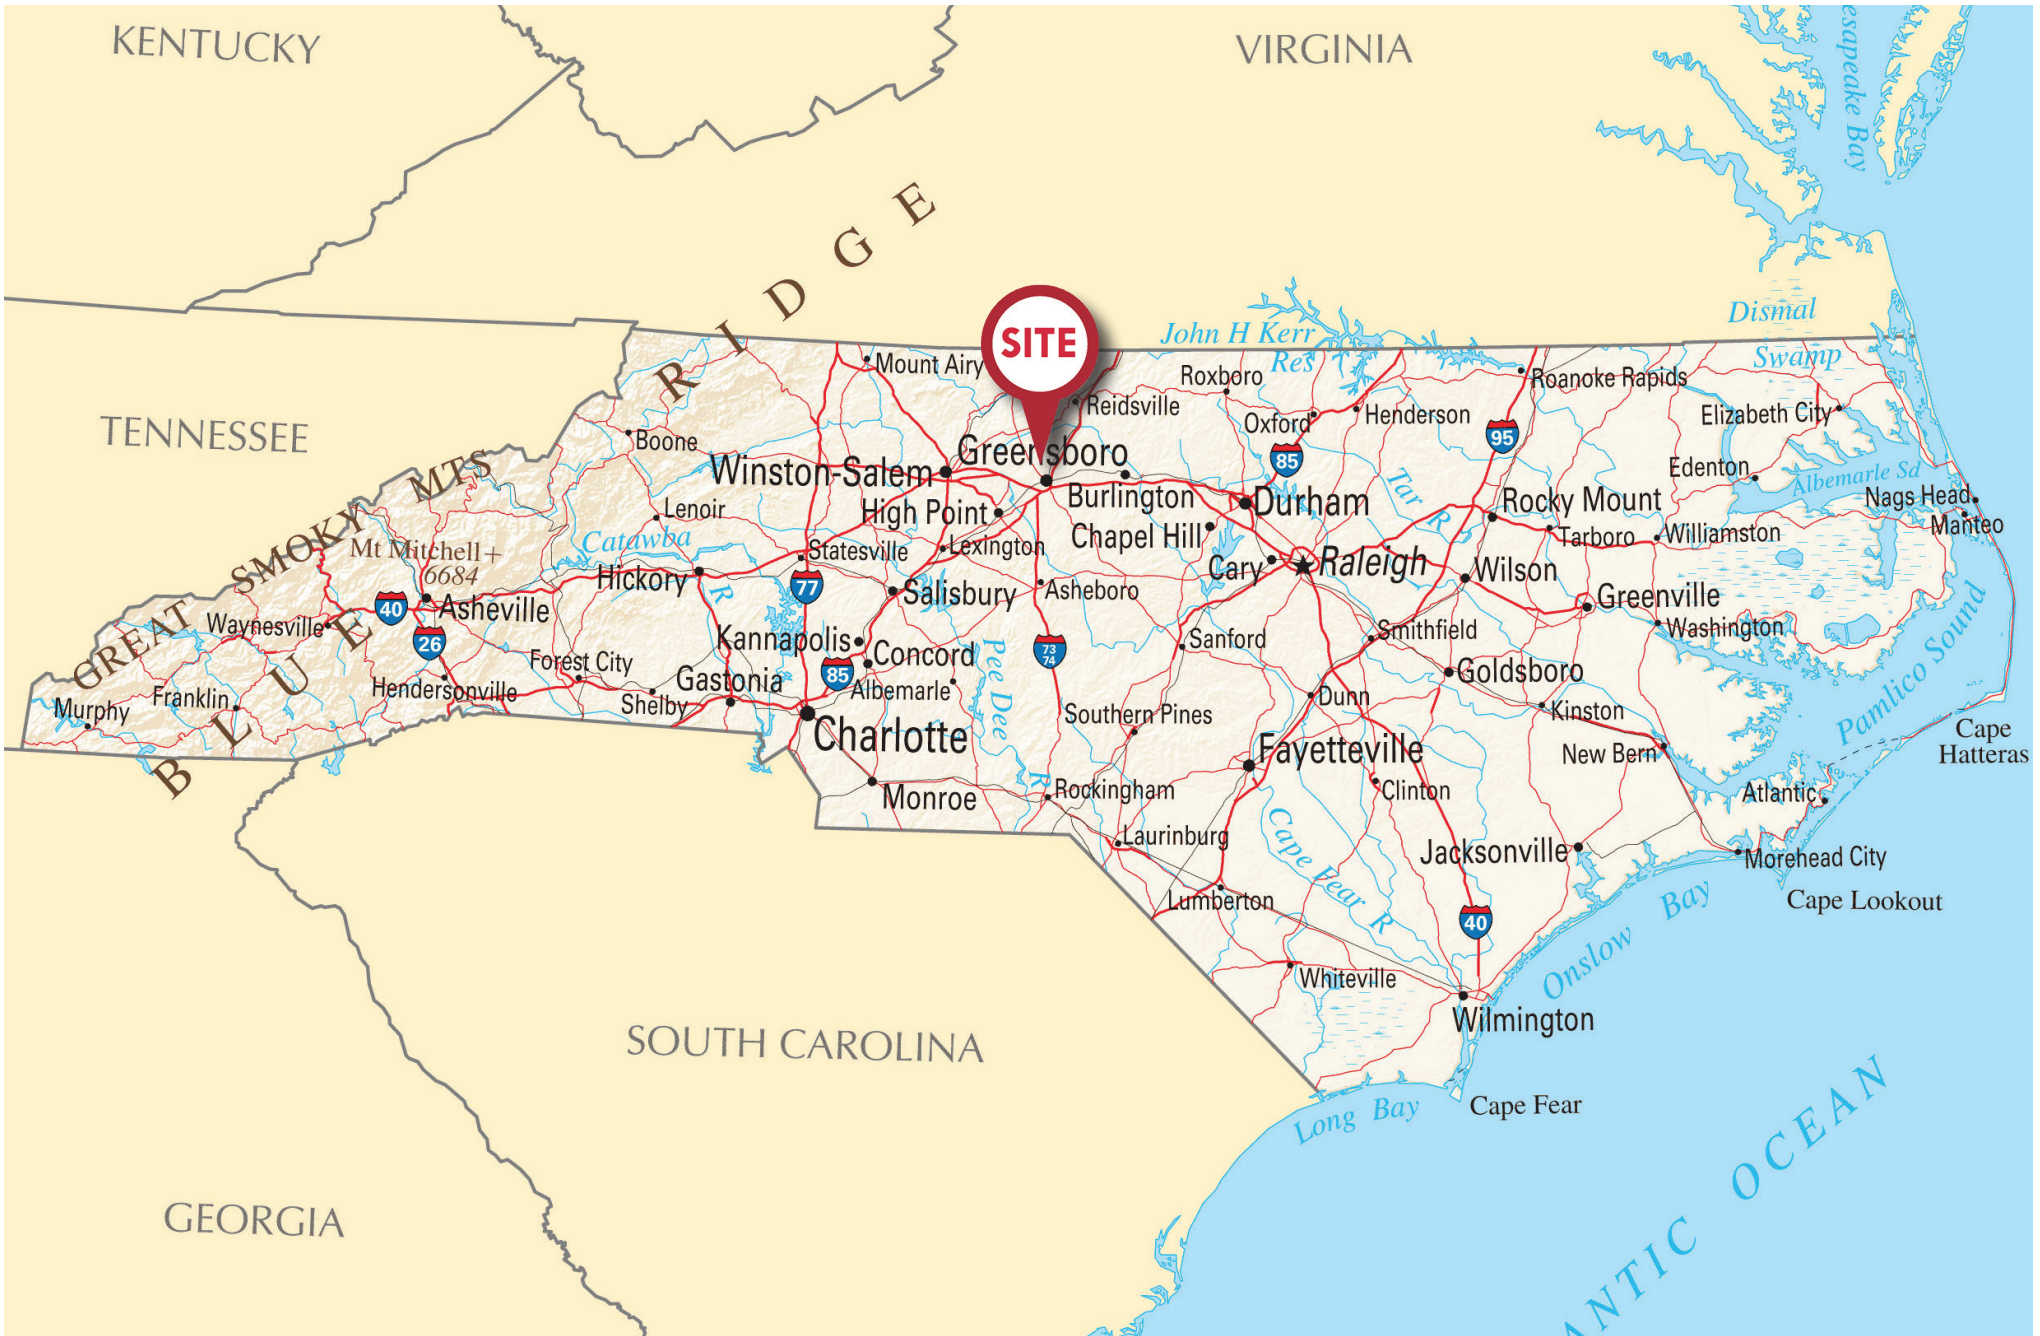 KENTUCKY
VIRGINIA
esapeake Bay
TENNESSEE
GREAT SMOKY MTS
BLUE RIDGE
SITE
John H Kerr
Res
Dismal
Swamp
Mount Airy
Reidsville
Roxboro
Oxford
Henderson
Roanoke Rapids
Elizabeth City
Boone
Winston-Salem
Greensboro
Burlington
85
95
Edenton
Albemarle Sd
Nags Head
Manteo
Lenoir
High Point
Chapel Hill
Durham
Tar R
Rocky Mount
Tarboro
Williamston
Mt Mitchell
6684
Catawba
R
Statesville
Lexington
Hickory
77
Salisbury
Asheboro
Cary
Raleigh
Wilson
Greenville
Washington
Waynesville
40
Asheville
26
Kannapolis
Concord
85
Albemarle
Pee Dee
R
73
74
Sanford
Smithfield
Goldsboro
Pamlico Sound
Murphy
Franklin
Hendersonville
Forest City
Shelby
Gastonia
Charlotte
Southern Pines
Dunn
Kinston
New Bern
Cape
Hatteras
Monroe
Rockingham
Fayetteville
Clinton
Atlantic
Laurinburg
Cape Fear R
Jacksonville
Morehead City
Lumberton
Cape Lookout
40
Onslow Bay
Whiteville
Wilmington
SOUTH CAROLINA
Cape Fear
Long Bay
GEORGIA
ANTIC OCEAN